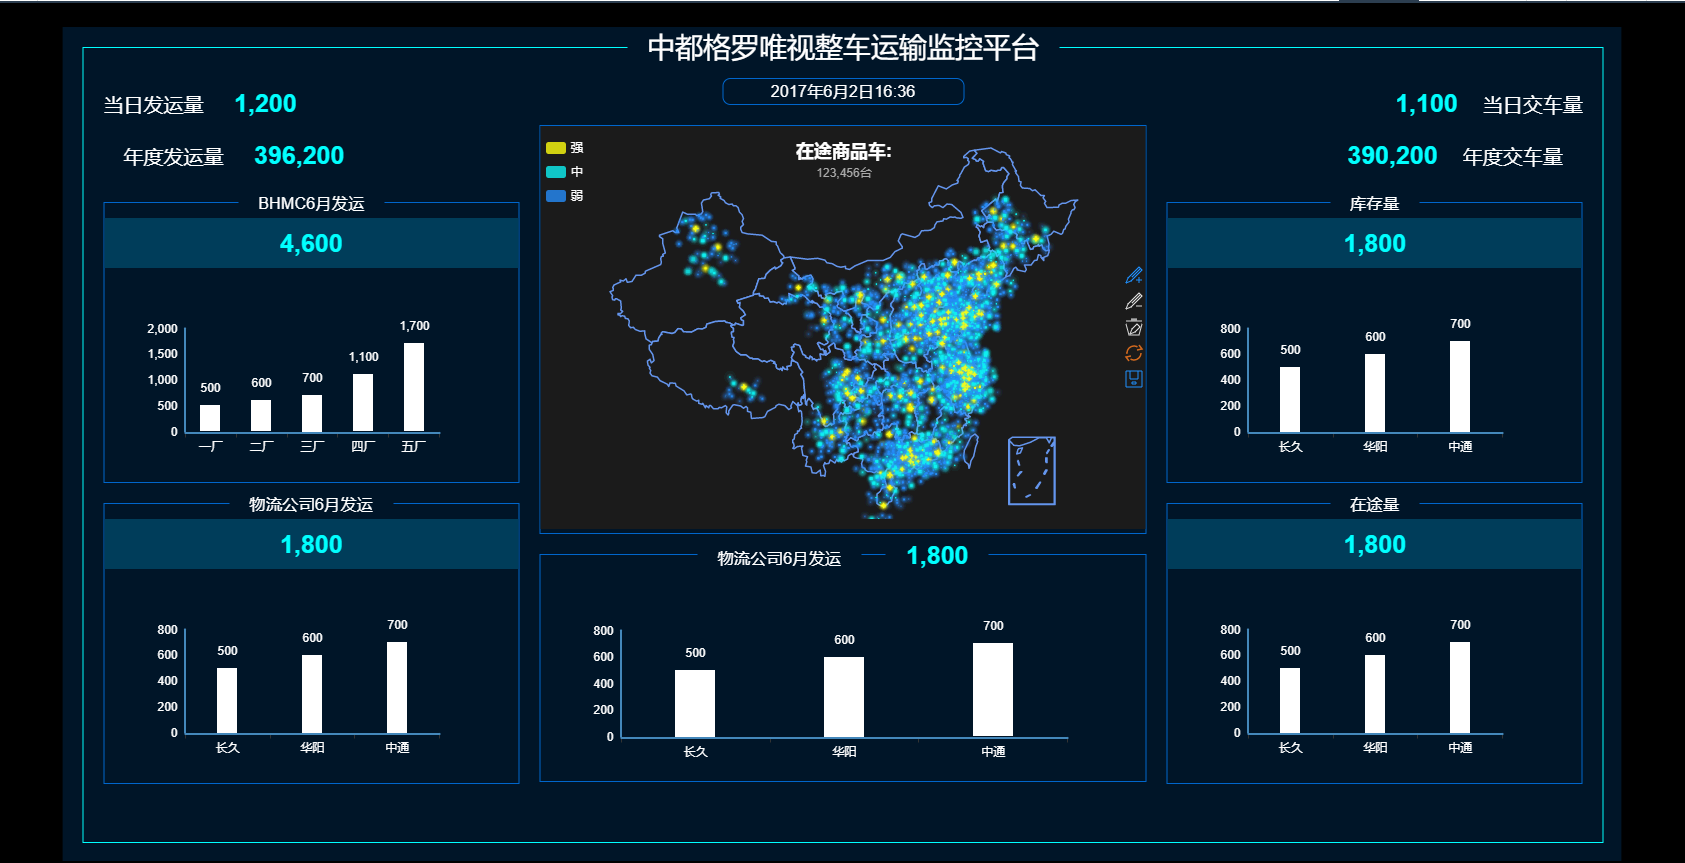 中都格罗唯视整车运输监控平台
2017年6月2日16:36
当日发运量 1,200
年度发运量 396,200
1,100 当日交车量
390,200 年度交车量
BHMC6月发运
4,600
2,000
1,500
1,000
500
0
500
600
700
1,100
1,700
一厂 二厂 三厂 四厂 五厂
物流公司6月发运
1,800
800
600
400
200
0
500
600
700
长久 华阳 中通
强
中
弱
在途商品车:
123,456台
物流公司6月发运 1,800
800
600
400
200
0
500
600
700
长久 华阳 中通
库存量
1,800
800
600
400
200
0
500
600
700
长久 华阳 中通
在途量
1,800
800
600
400
200
0
500
600
700
长久 华阳 中通